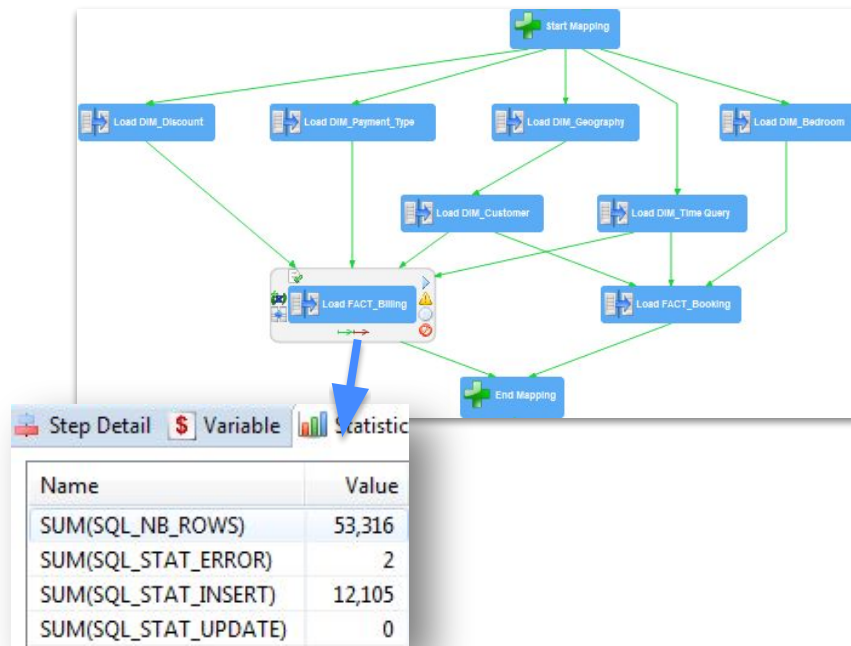 Start Mapping
Load DIM_Discount
Load DIM_Payment_Type
Load DIM_Geography
Load DIM_Bedroom
Load DIM_Customer
Load DIM_Time Query
Load FACT_Billing
Load FACT_Booking
End Mapping
Step Detail $ Variable Statistic
Name Value
SUM(SQL_NB_ROWS) 53,316
SUM(SQL_STAT_ERROR) 2
SUM(SQL_STAT_INSERT) 12,105
SUM(SQL_STAT_UPDATE) 0